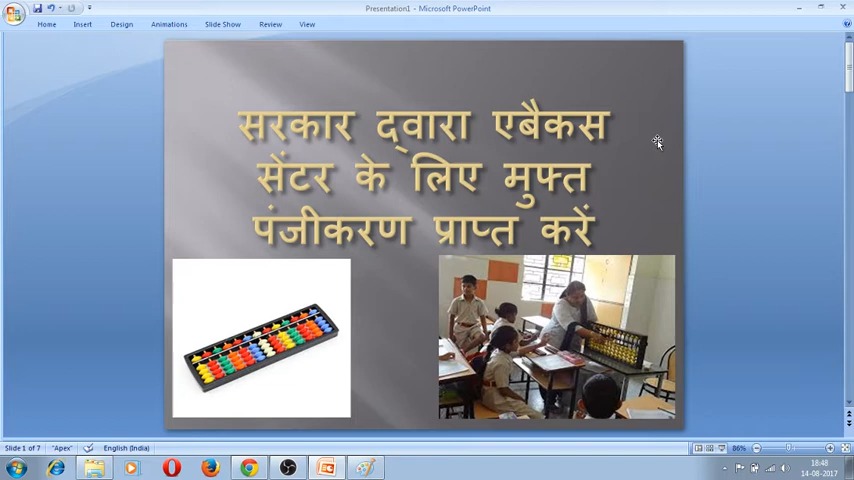 Presentation1 - Microsoft PowerPoint
Home Insert Design Animations Slide Show Review View
सरकार द्वारा एबैकस
सेंटर के लिए मुफ्त
पंजीकरण प्राप्त करें
Slide 1 of 7 "Apex" English (India) 86%
18:48
14-08-2017